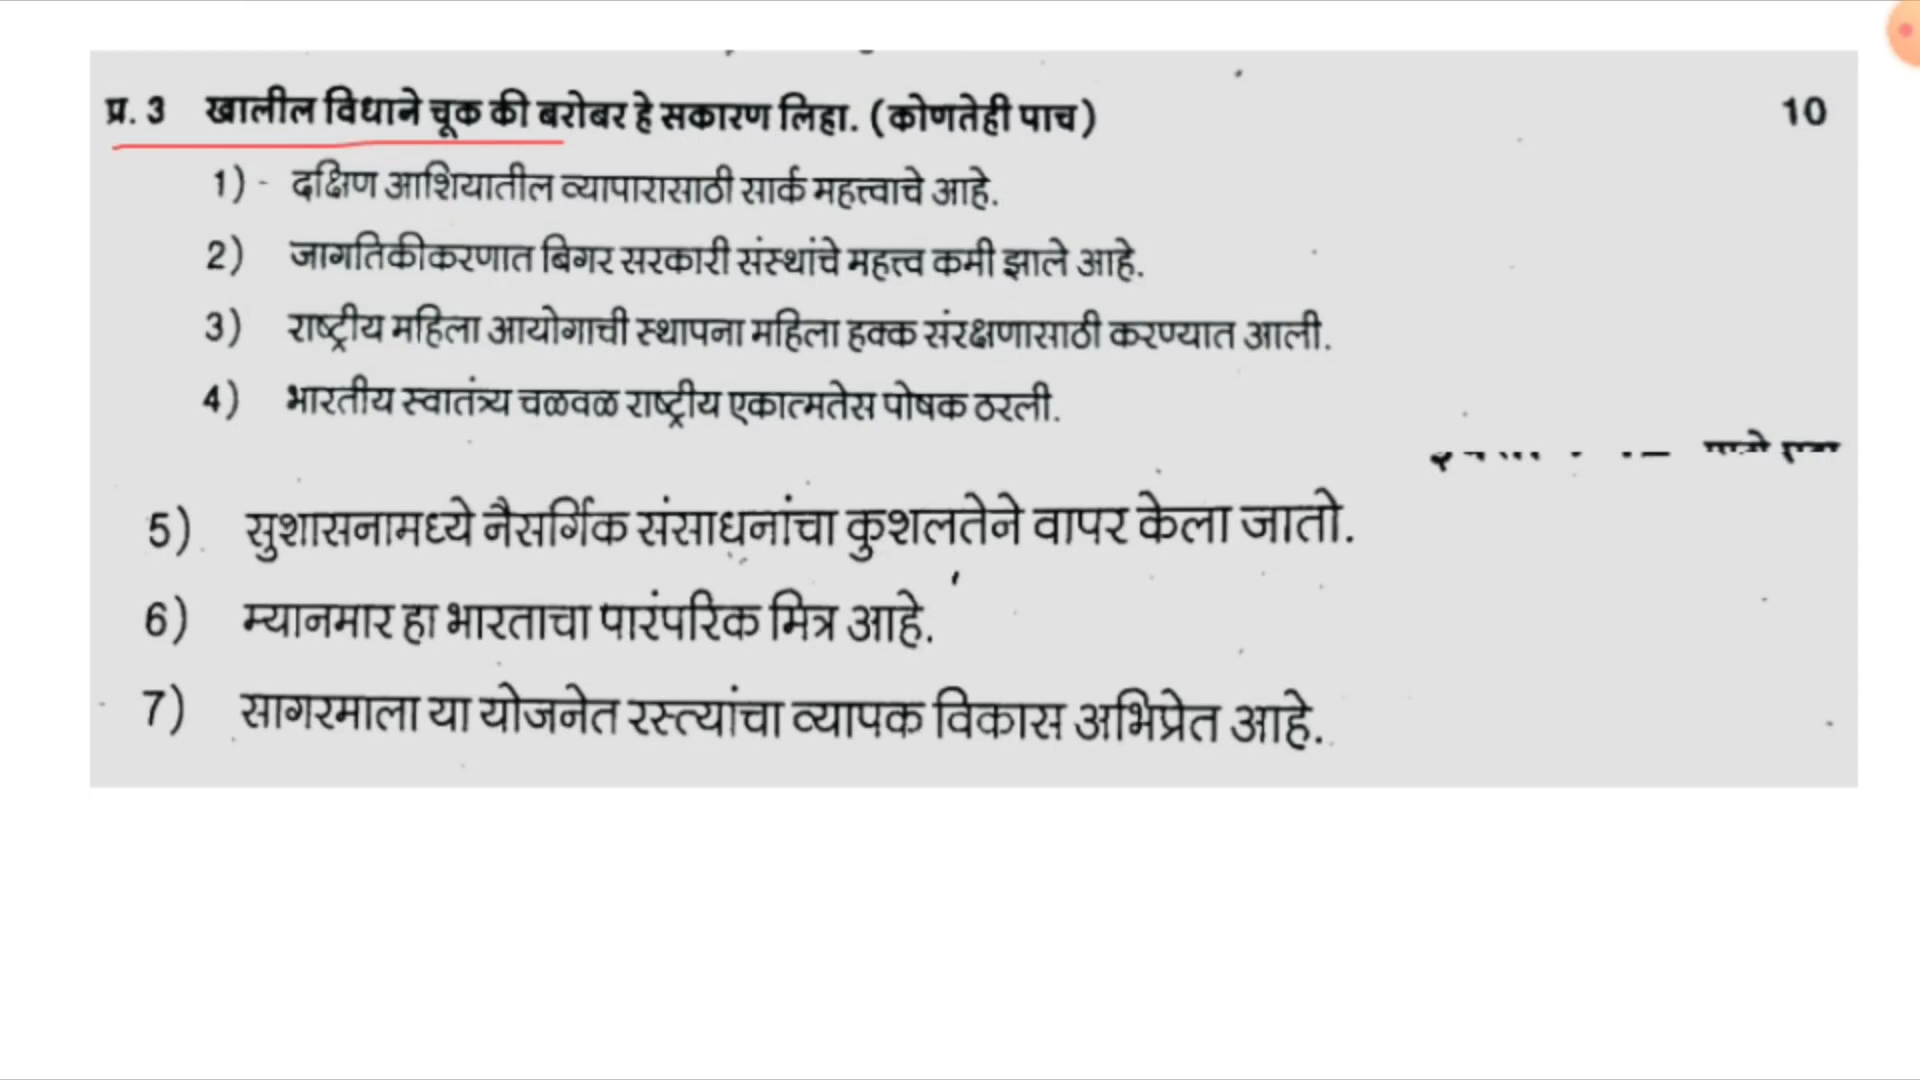 प्र. 3 खालील विधाने चूक की बरोबर हे सकारण लिहा. (कोणतेही पाच) 10
1) - दक्षिण आशियातील व्यापारासाठी सार्क महत्त्वाचे आहे.
2) जागतिकीकरणात बिगर सरकारी संस्थांचे महत्त्व कमी झाले आहे.
3) राष्ट्रीय महिला आयोगाची स्थापना महिला हक्क संरक्षणासाठी करण्यात आली.
4) भारतीय स्वातंत्र्य चळवळ राष्ट्रीय एकात्मतेस पोषक ठरली.
5) सुशासनामध्ये नैसर्गिक संसाधनांचा कुशलतेने वापर केला जातो.
6) म्यानमार हा भारताचा पारंपरिक मित्र आहे.
7) सागरमाला या योजनेत रस्त्यांचा व्यापक विकास अभिप्रेत आहे.